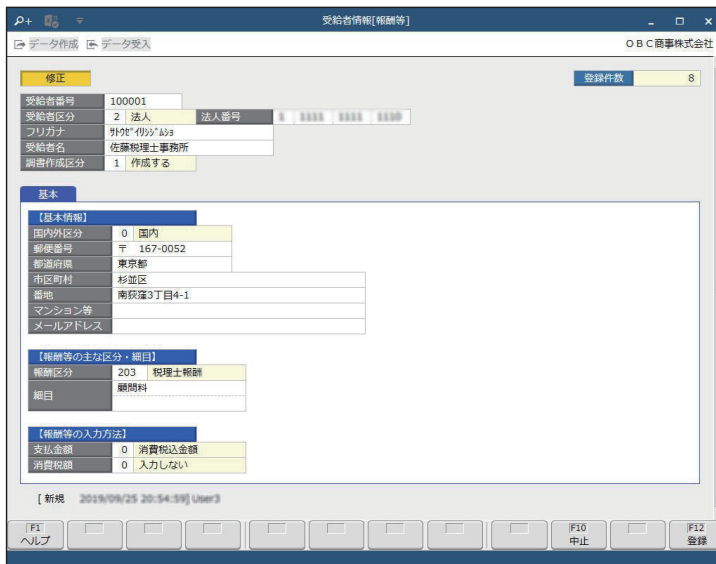 受給者情報[報酬等]
データ作成 データ受入 OBC商事株式会社
修正 登録件数 8
受給者番号 100001
受給者区分 2 法人 法人番号 1 1111 1111 1110
フリガナ ｻﾄｳｾﾞｲﾘｼｼﾞﾑｼｮ
受給者名 佐藤税理士事務所
調書作成区分 1 作成する
基本
【基本情報】
国内外区分 0 国内
郵便番号 〒 167-0052
都道府県 東京都
市区町村 杉並区
番地 南荻窪3丁目4-1
マンション等
メールアドレス
【報酬等の主な区分・細目】
報酬区分 203 税理士報酬
細目 顧問料
【報酬等の入力方法】
支払金額 0 消費税込金額
消費税額 0 入力しない
[ 新規 2019/09/25 20:54:59] User3
F1 F10 F12
ヘルプ 中止 登録